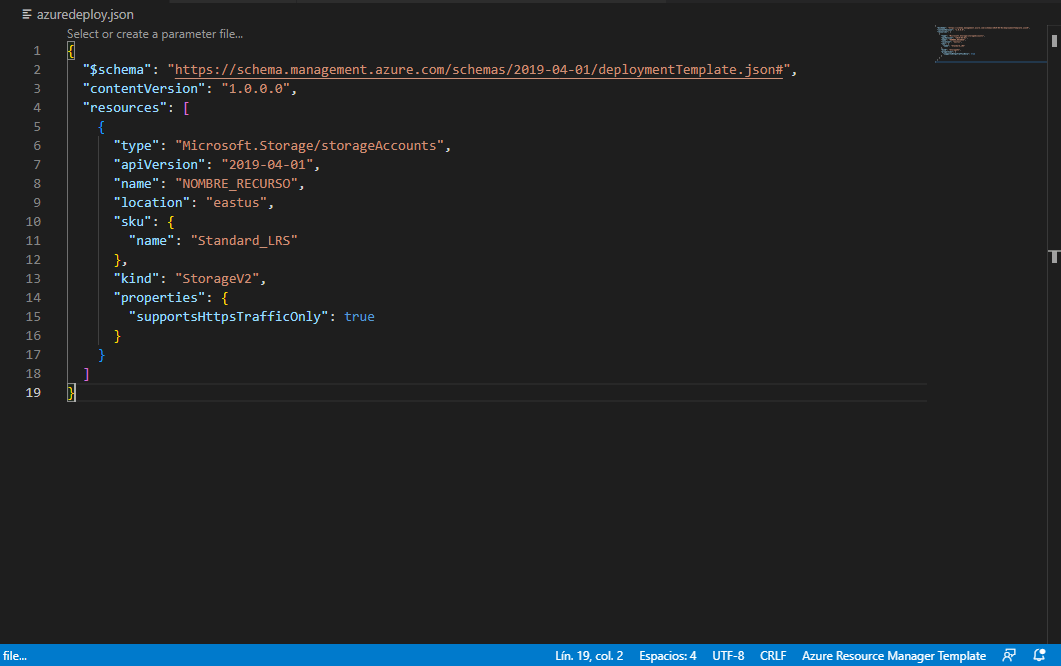 azuredeploy.json
Select or create a parameter file...
1 {
2 "$schema": "https://schema.management.azure.com/schemas/2019-04-01/deploymentTemplate.json#",
3 "contentVersion": "1.0.0.0",
4 "resources": [
5 {
6 "type": "Microsoft.Storage/storageAccounts",
7 "apiVersion": "2019-04-01",
8 "name": "NOMBRE_RECURSO",
9 "location": "eastus",
10 "sku": {
11 "name": "Standard_LRS"
12 },
13 "kind": "StorageV2",
14 "properties": {
15 "supportsHttpsTrafficOnly": true
16 }
17 }
18 ]
19 }
file... Lín. 19, col. 2 Espacios: 4 UTF-8 CRLF Azure Resource Manager Template